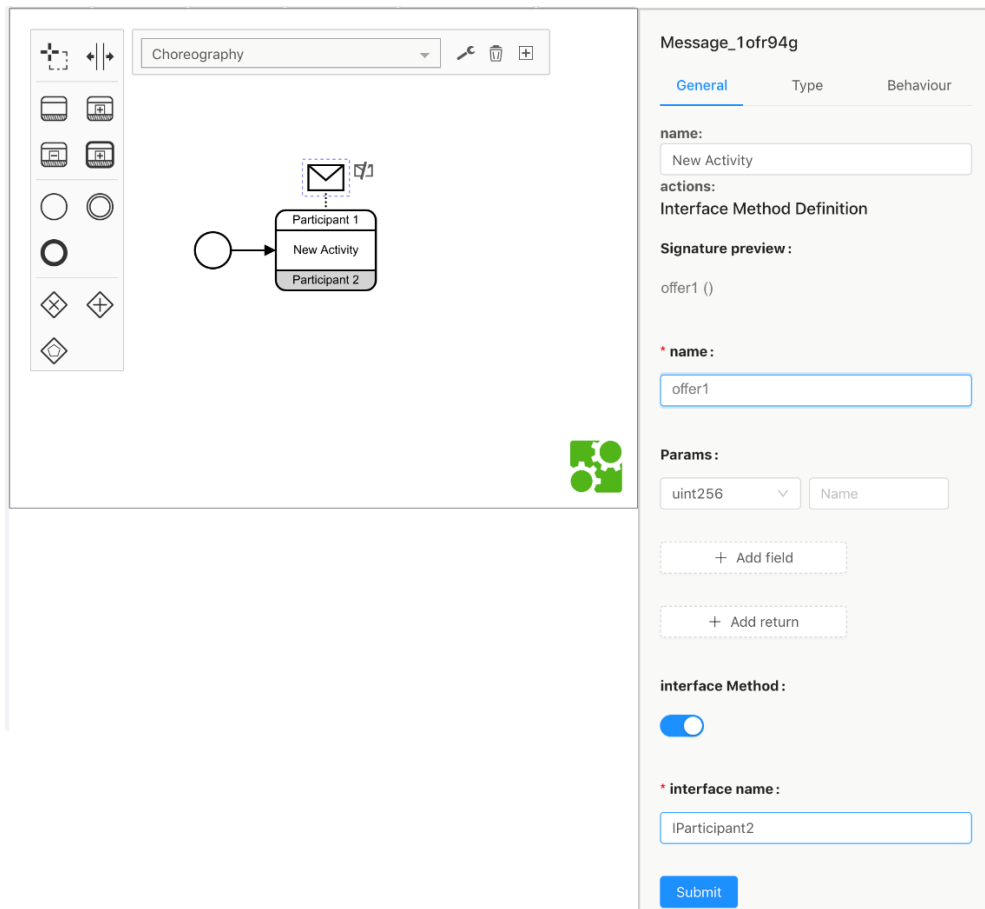 Choreography
Participant 1
New Activity
Participant 2
Message_1ofr94g
General Type Behaviour
name:
New Activity
actions:
Interface Method Definition
Signature preview :
offer1 ()
* name :
offer1
Params :
uint256 Name
+ Add field
+ Add return
interface Method :
* interface name :
IParticipant2
Submit